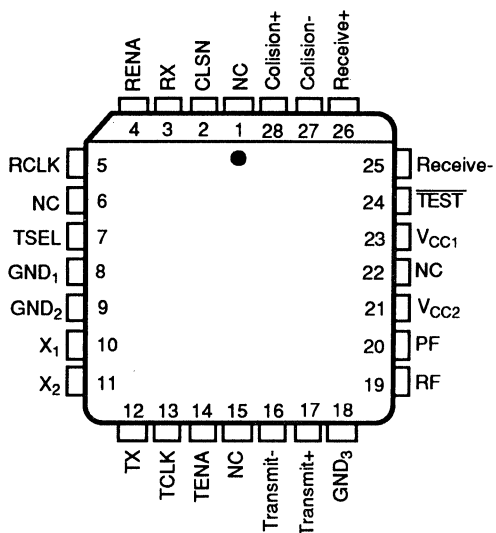 RENA RX CLSN NC Colision+ Colision- Receive+
4 3 2 1 28 27 26
RCLK 5
NC 6
TSEL 7
GND1 8
GND2 9
X1 10
X2 11
25 Receive-
24 TEST
23 VCC1
22 NC
21 VCC2
20 PF
19 RF
12 13 14 15 16 17 18
TX TCLK TENA NC Transmit- Transmit+ GND3